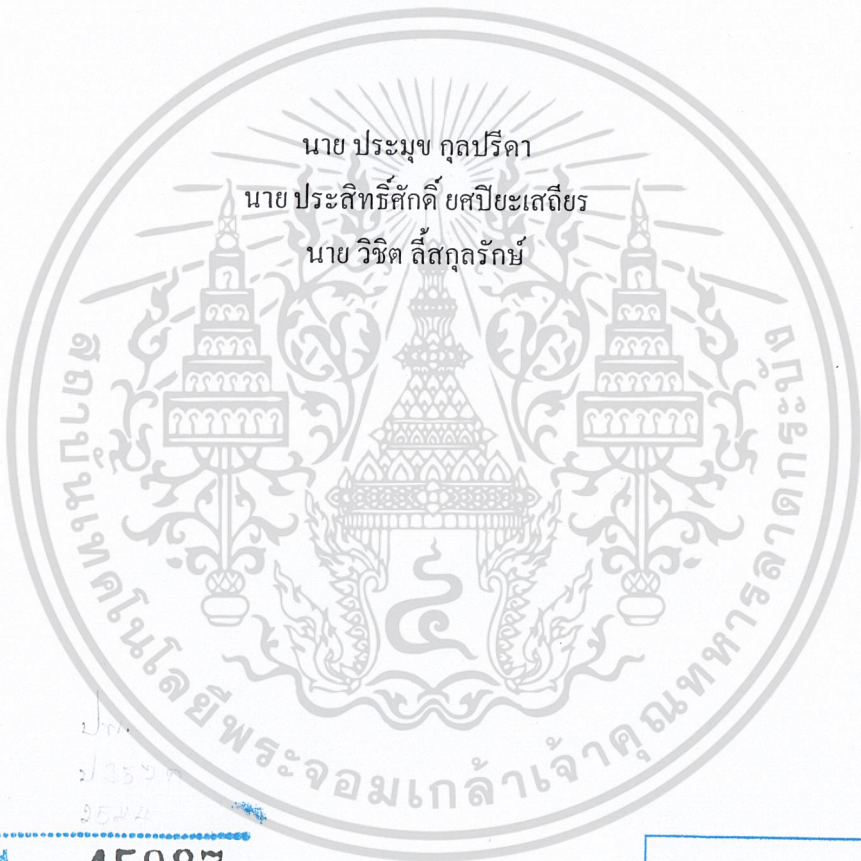 นาย ประมุข กุลปรีดา
นาย ประสิทธิ์ศักดิ์ ยศปิยะเสถียร
นาย วิชิต ลี้สกุลรักษ์
สถาบันเทคโนโลยีพระจอมเกล้าเจ้าคุณทหารลาดกระบัง
๔
2544